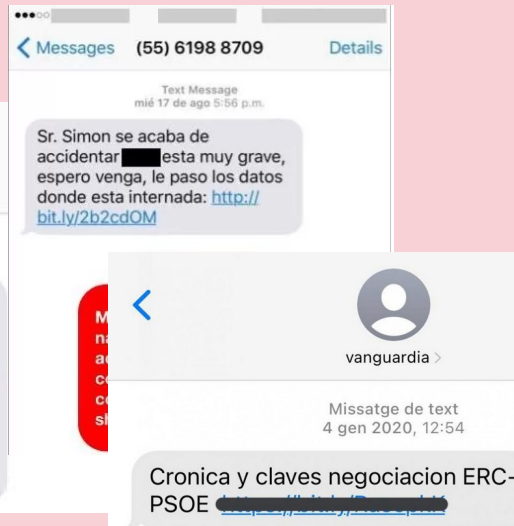 Messages (55) 6198 8709 Details
Text Message
mié 17 de ago 5:56 p.m.
Sr. Simon se acaba de
accidentar esta muy grave,
espero venga, le paso los datos
donde esta internada: http://
bit.ly/2b2cdOM
vanguardia >
Missatge de text
4 gen 2020, 12:54
Cronica y claves negociacion ERC-
PSOE